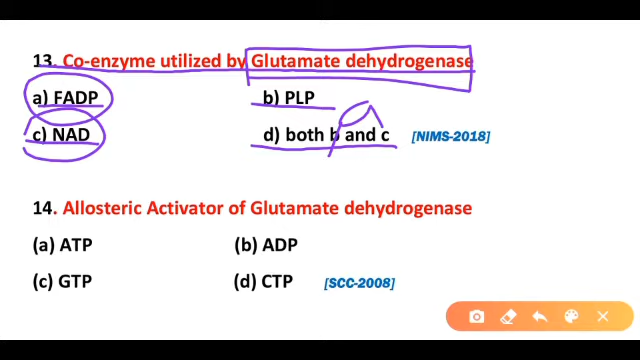 13. Co-enzyme utilized by Glutamate dehydrogenase
a) FADP b) PLP
c) NAD d) both b and c [NIMS-2018]
14. Allosteric Activator of Glutamate dehydrogenase
(a) ATP (b) ADP
(c) GTP (d) CTP [SCC-2008]